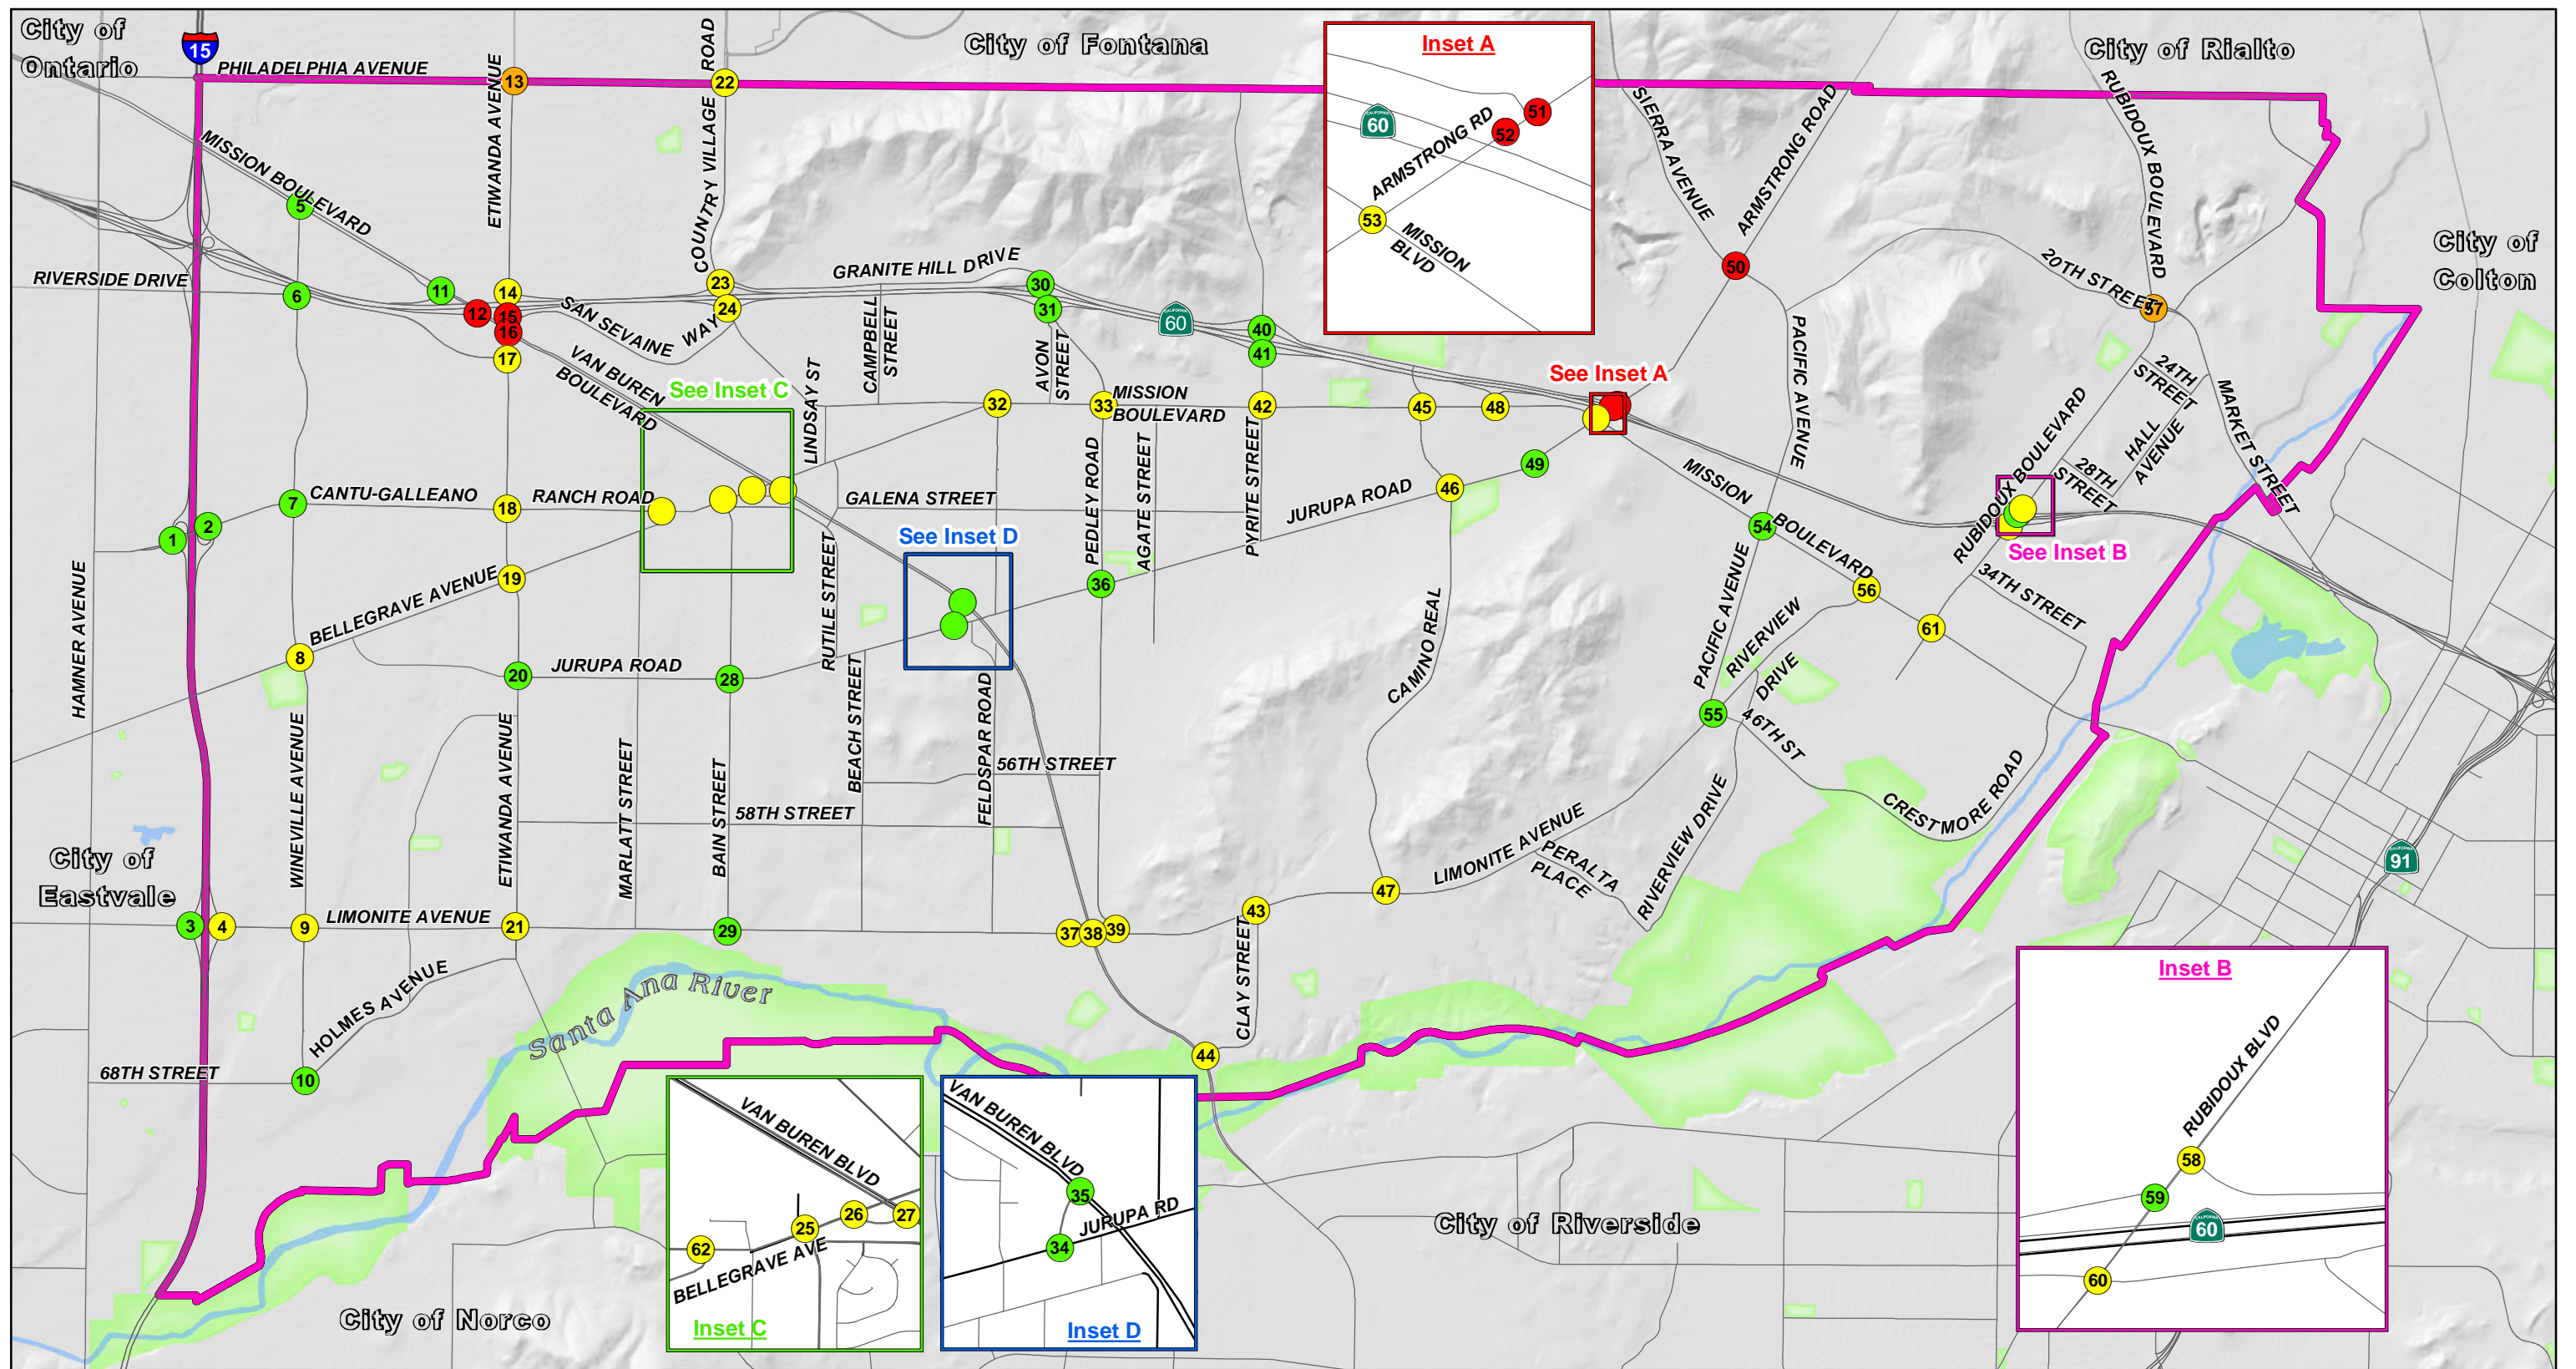 City of
Ontario
15
PHILADELPHIA AVENUE
ETIWANDA AVENUE
13
COUNTRY VILLAGE ROAD
22
City of Fontana
Inset A
60
ARMSTRONG RD
51
52
53
MISSION
BLVD
SIERRA AVENUE
ARMSTRONG ROAD
City of Rialto
RUBIDOUX BOULEVARD
City of
Colton
MISSION BOULEVARD
5
RIVERSIDE DRIVE
6
11
12
14
15
16
17
SAN SEVAINE WAY
23
24
GRANITE HILL DRIVE
30
31
CALIFORNIA
60
40
41
50
20TH STREET
57
VAN BUREN
BOULEVARD
See Inset C
LINDSAY ST
CAMPBELL
STREET
AVON
STREET
32
33
MISSION
BOULEVARD
42
45
48
See Inset A
PACIFIC AVENUE
24TH
STREET
HALL
AVENUE
28TH
STREET
MARKET STREET
RUBIDOUX BOULEVARD
See Inset B
7
CANTU-GALLEANO
18
RANCH ROAD
GALENA STREET
PEDLEY ROAD
AGATE STREET
PYRITE STREET
JURUPA ROAD
46
49
MISSION
BOULEVARD
54
1
2
See Inset D
HAMNER AVENUE
BELLEGRAVE AVENUE
19
8
RUTILE STREET
36
CAMINO REAL
PACIFIC AVENUE
RIVERVIEW
DRIVE
56
61
34TH STREET
20
JURUPA ROAD
28
BEACH STREET
FELDSPAR ROAD
55
46TH ST
WINEVILLE AVENUE
ETIWANDA AVENUE
MARLATT STREET
BAIN STREET
56TH STREET
58TH STREET
LIMONITE AVENUE
PERALTA
PLACE
RIVERVIEW DRIVE
CRESTMORE ROAD
CALIFORNIA
91
City of
Eastvale
3
4
9
LIMONITE AVENUE
21
29
37
38
39
43
47
CLAY STREET
HOLMES AVENUE
Santa Ana River
44
68TH STREET
10
VAN BUREN BLVD
62
25
26
27
BELLEGRAVE AVE
Inset C
VAN BUREN BLVD
35
34
JURUPA RD
Inset D
City of Riverside
City of Norco
Inset B
RUBIDOUX BLVD
58
59
CALIFORNIA
60
60